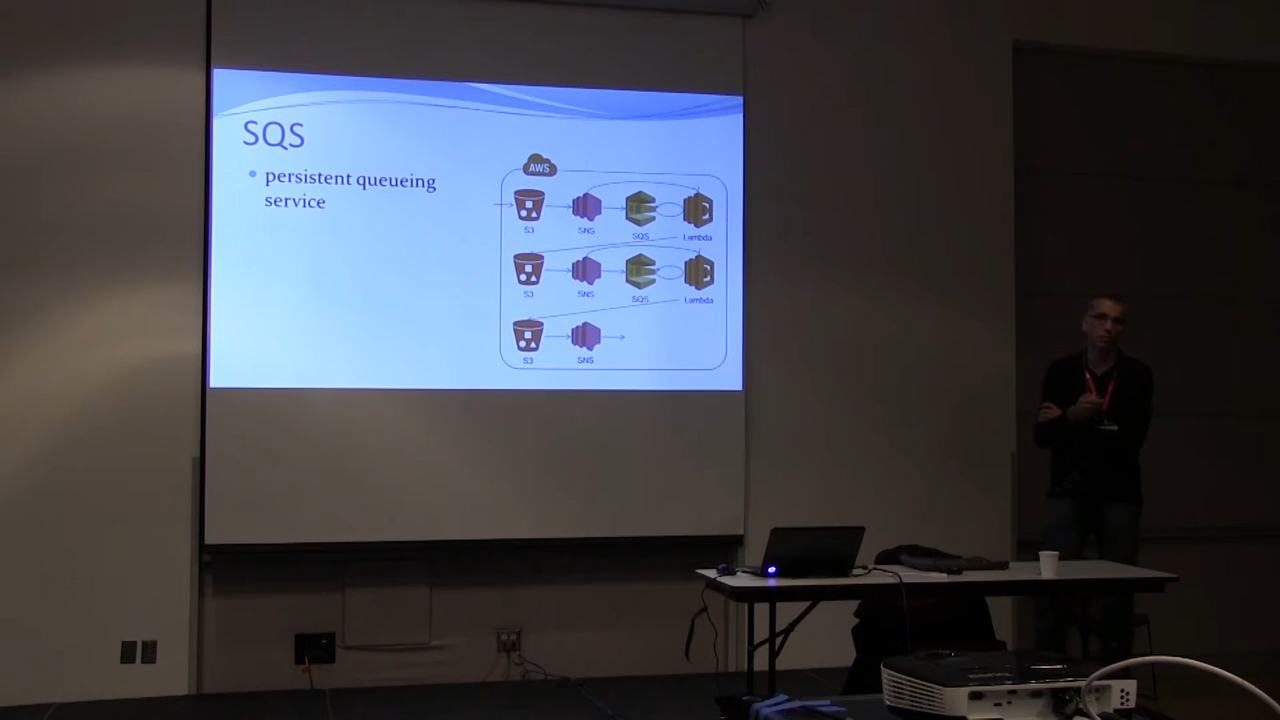 SQS
persistent queueing
service
AWS
S3 SNS SQS Lambda
S3 SNS SQS Lambda
S3 SNS